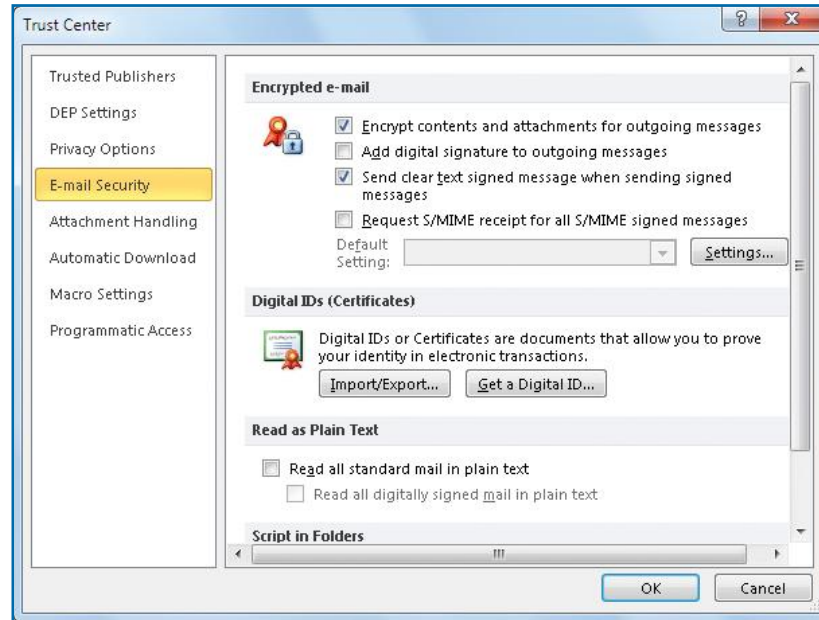 Trust Center
Trusted Publishers
DEP Settings
Privacy Options
E-mail Security
Attachment Handling
Automatic Download
Macro Settings
Programmatic Access
Encrypted e-mail
Encrypt contents and attachments for outgoing messages
Add digital signature to outgoing messages
Send clear text signed message when sending signed
messages
Request S/MIME receipt for all S/MIME signed messages
Default
Setting:
Settings...
Digital IDs (Certificates)
Digital IDs or Certificates are documents that allow you to prove
your identity in electronic transactions.
Import/Export...
Get a Digital ID...
Read as Plain Text
Read all standard mail in plain text
Read all digitally signed mail in plain text
Script in Folders
OK
Cancel